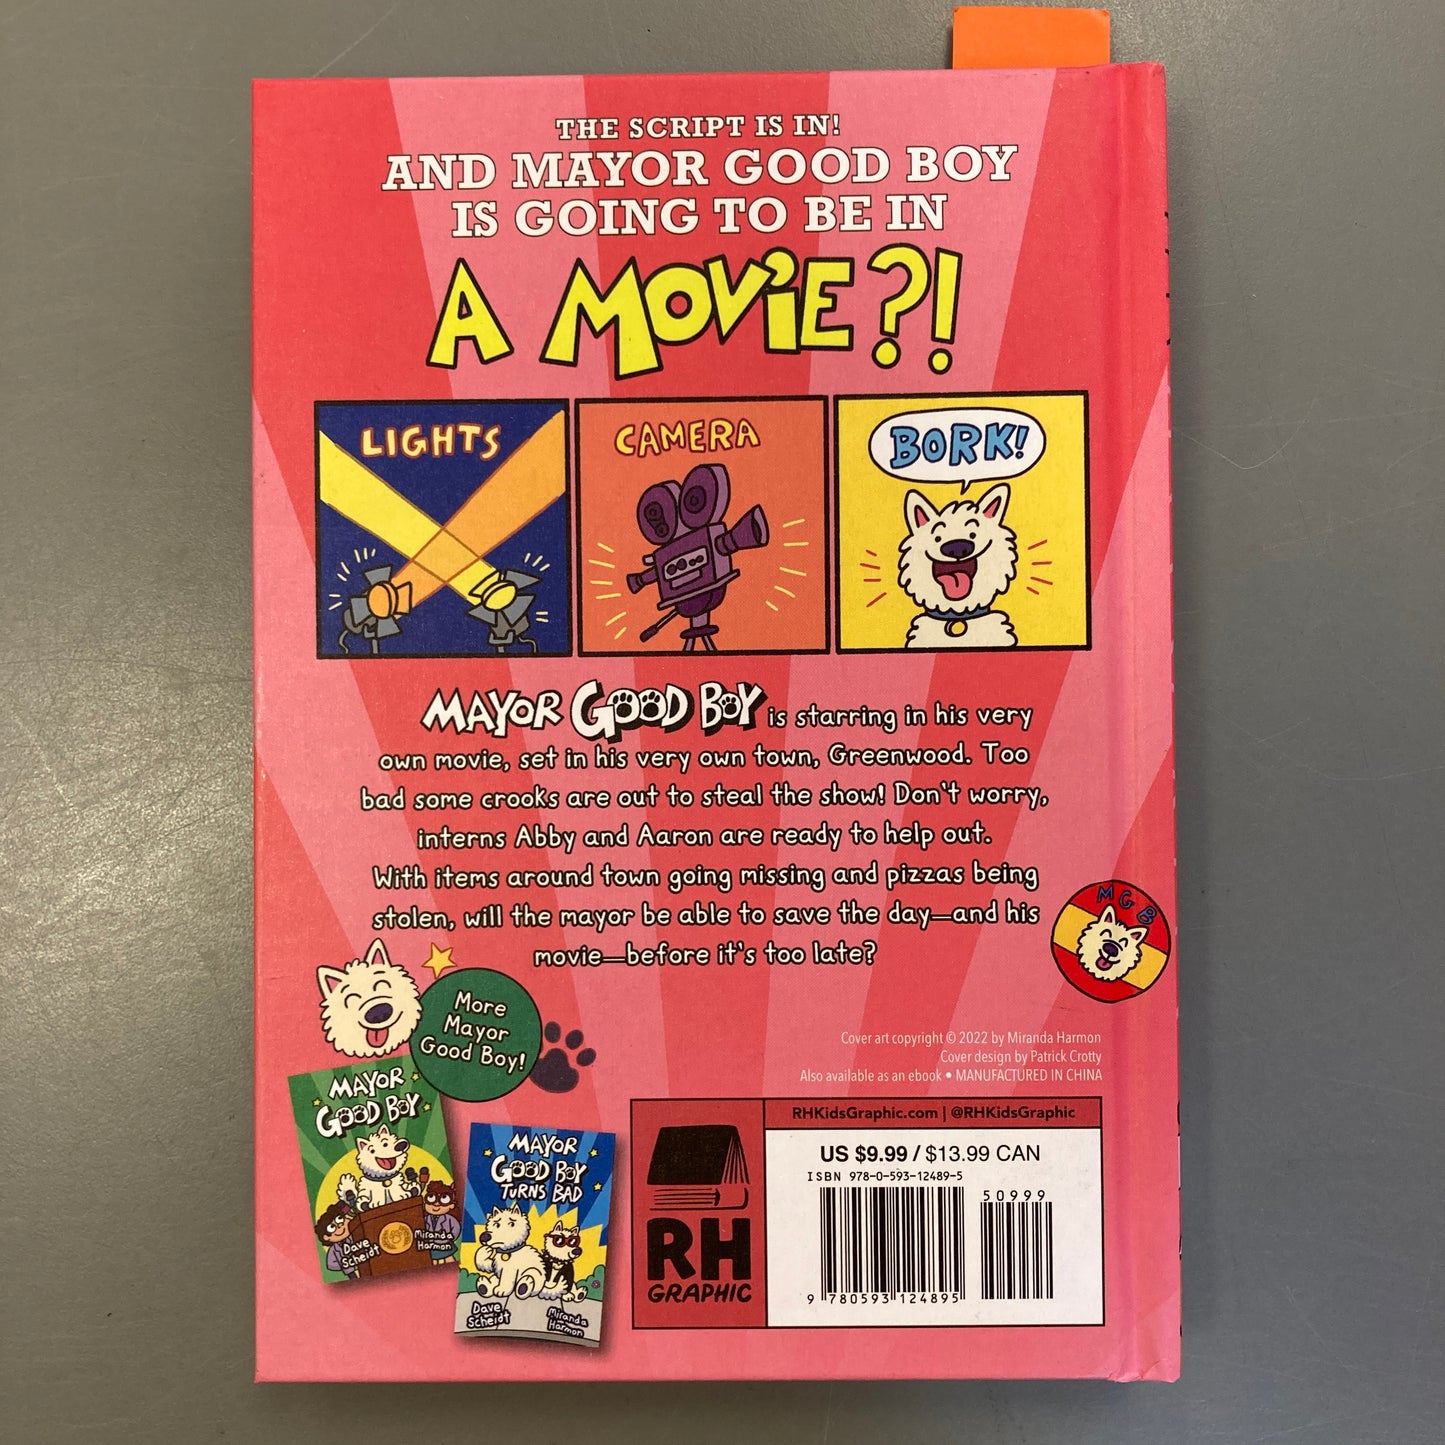 THE SCRIPT IS IN!
AND MAYOR GOOD BOY
IS GOING TO BE IN
A MOVIE?!
LIGHTS
CAMERA
BORK!
MAYOR GOOD BOY is starring in his very
own movie, set in his very own town, Greenwood. Too
bad some crooks are out to steal the show! Don't worry,
interns Abby and Aaron are ready to help out.
With items around town going missing and pizzas being
stolen, will the mayor be able to save the day—and his
movie—before it's too late?
MGB
More
Mayor
Good Boy!
Cover art copyright © 2022 by Miranda Harmon
Cover design by Patrick Crotty
Also available as an ebook • MANUFACTURED IN CHINA
MAYOR
GOOD BOY
Dave
Scheidt
Miranda
Harmon
MAYOR
GOOD BOY
TURNS BAD
Dave
Scheidt
Miranda
Harmon
RH
GRAPHIC
RHKidsGraphic.com | @RHKidsGraphic
US $9.99 / $13.99 CAN
ISBN 978-0-593-12489-5
50999
9 780593 124895